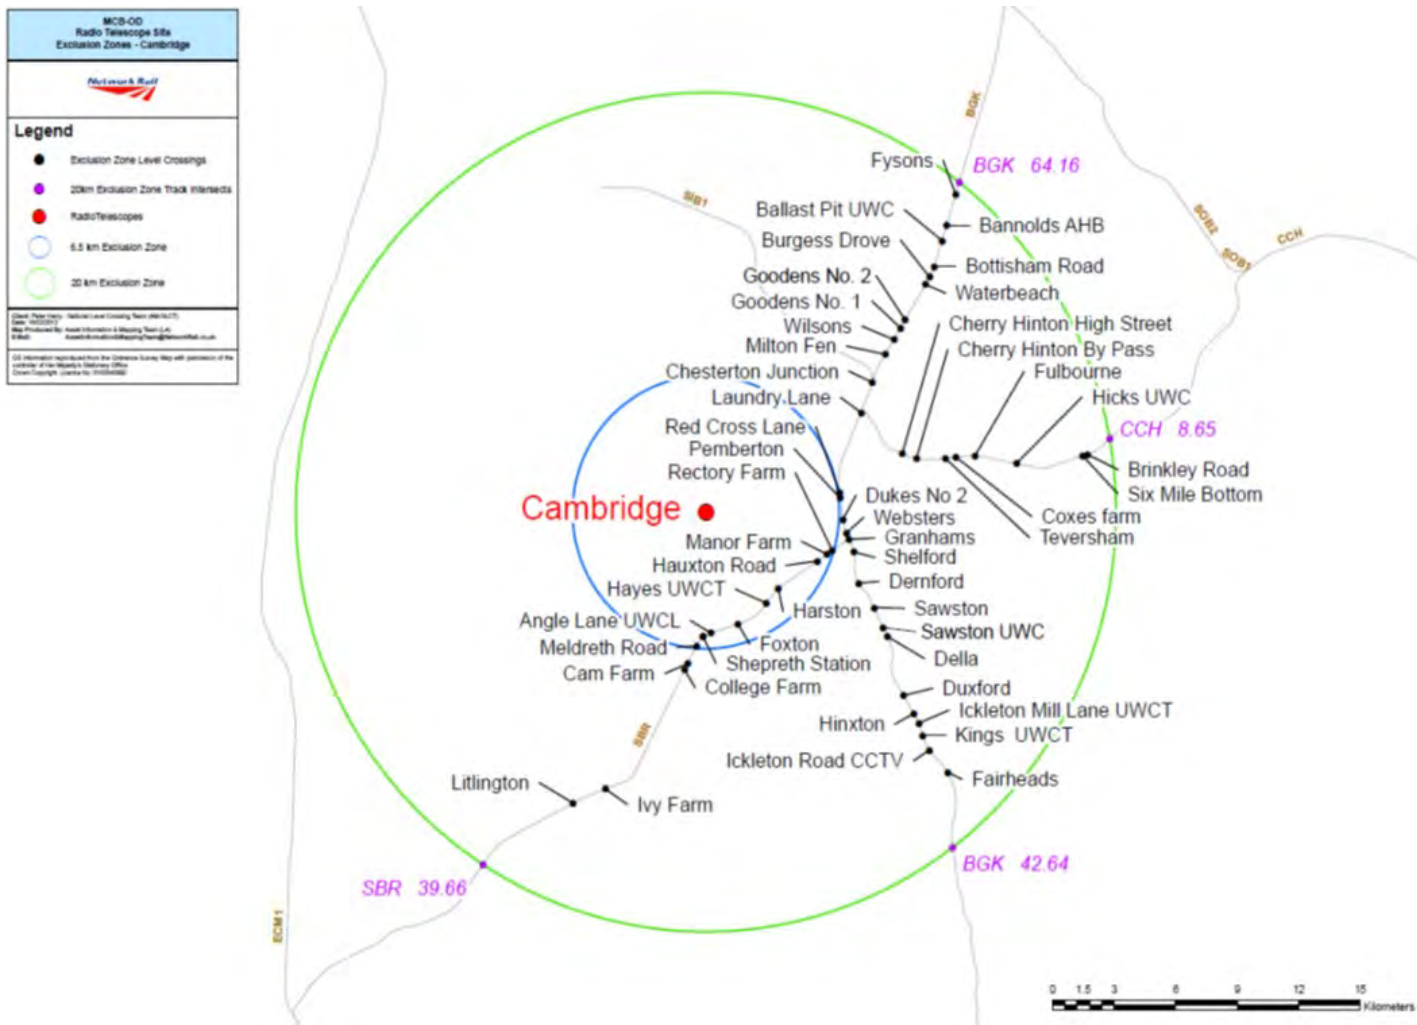 MCB-OD
Radio Telescope Site
Exclusion Zones - Cambridge
Network Rail
Legend
Exclusion Zone Level Crossings
20km Exclusion Zone Track Intersects
RadioTelescopes
6.5 km Exclusion Zone
20 km Exclusion Zone
BGK
Fysons
BGK 64.16
SIB1
Ballast Pit UWC
Bannolds AHB
SOB2
CCH
Burgess Drove
SOB1
Bottisham Road
Goodens No. 2
Waterbeach
Goodens No. 1
Wilsons
Cherry Hinton High Street
Milton Fen
Cherry Hinton By Pass
Chesterton Junction
Fulbourne
Laundry Lane
Hicks UWC
Red Cross Lane
CCH 8.65
Pemberton
Rectory Farm
Brinkley Road
Six Mile Bottom
Cambridge
Dukes No 2
Websters
Coxes farm
Manor Farm
Granhams
Teversham
Hauxton Road
Shelford
Hayes UWCT
Dernford
Harston
Sawston
Angle Lane UWCL
Sawston UWC
Meldreth Road
Foxton
Della
Cam Farm
Shepreth Station
College Farm
Duxford
SBR
Hinxton
Ickleton Mill Lane UWCT
Kings UWCT
Ickleton Road CCTV
Litlington
Ivy Farm
Fairheads
SBR 39.66
BGK 42.64
ECM1
0 1.5 3 6 9 12 15
Kilometers